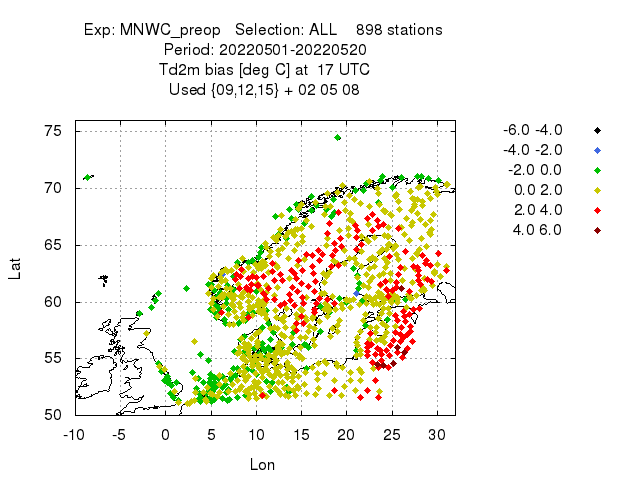 Exp: MNWC_preop   Selection: ALL    898 stations
Period: 20220501-20220520
Td2m bias [deg C] at  17 UTC
Used {09,12,15} + 02 05 08
75
70
65
60
55
50
Lat
-10 -5 0 5 10 15 20 25 30
Lon
-6.0 -4.0
-4.0 -2.0
-2.0 0.0
0.0 2.0
2.0 4.0
4.0 6.0